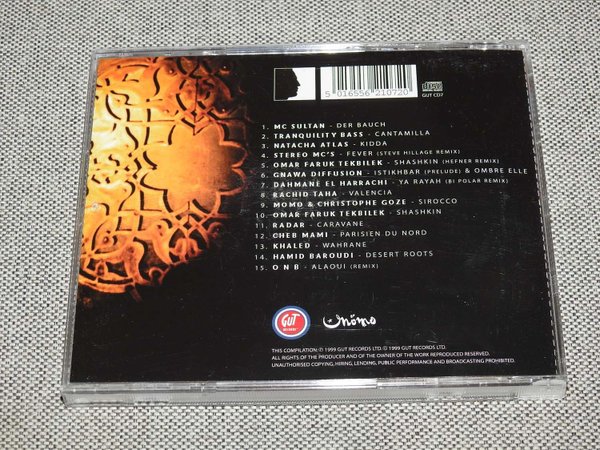 5 016556 210720
GUT CD7
1. MC SULTAN - DER BAUCH
2. TRANQUILITY BASS - CANTAMILLA
3. NATACHA ATLAS - KIDDA
4. STEREO MC'S - FEVER (STEVE HILLAGE REMIX)
5. OMAR FARUK TEKBILEK - SHASHKIN (HEFNER REMIX)
6. GNAWA DIFFUSION - ISTIKHBAR (PRELUDE) & OMBRE ELLE
7. DAHMANE EL HARRACHI - YA RAYAH (BI POLAR REMIX)
8. RACHID TAHA - VALENCIA
9. MOMO & CHRISTOPHE GOZE - SIROCCO
10. OMAR FARUK TEKBILEK - SHASHKIN
11. RADAR - CARAVANE
12. CHEB MAMI - PARISIEN DU NORD
13. KHALED - WAHRANE
14. HAMID BAROUDI - DESERT ROOTS
15. O N B - ALAOUI (REMIX)
GUT
RECORDS
THIS COMPILATION; ℗ 1999 GUT RECORDS LTD. © 1999 GUT RECORDS LTD.
ALL RIGHTS OF THE PRODUCER AND OF THE OWNER OF THE WORK REPRODUCED RESERVED.
UNAUTHORISED COPYING, HIRING, LENDING, PUBLIC PERFORMANCE AND BROADCASTING PROHIBITED.